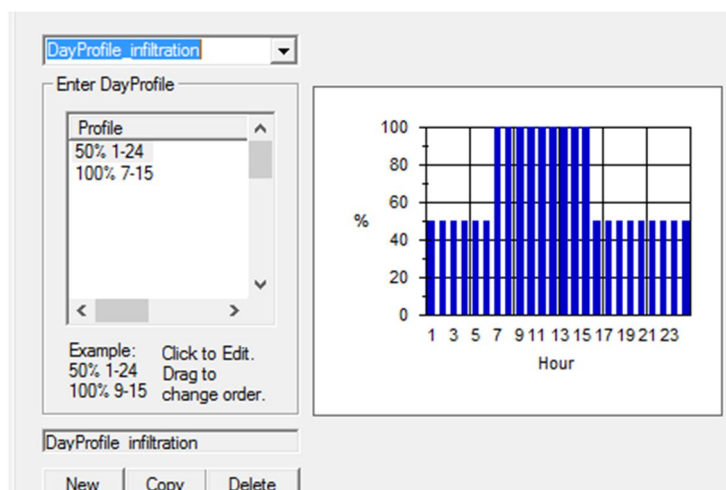 DayProfile_infiltration
Enter DayProfile
Profile
50% 1-24
100% 7-15
Example:
50% 1-24
100% 9-15
Click to Edit.
Drag to
change order.
DayProfile infiltration
New Copy Delete
100
80
60
%
40
20
0
1 3 5 7 9 11 13 15 17 19 21 23
Hour